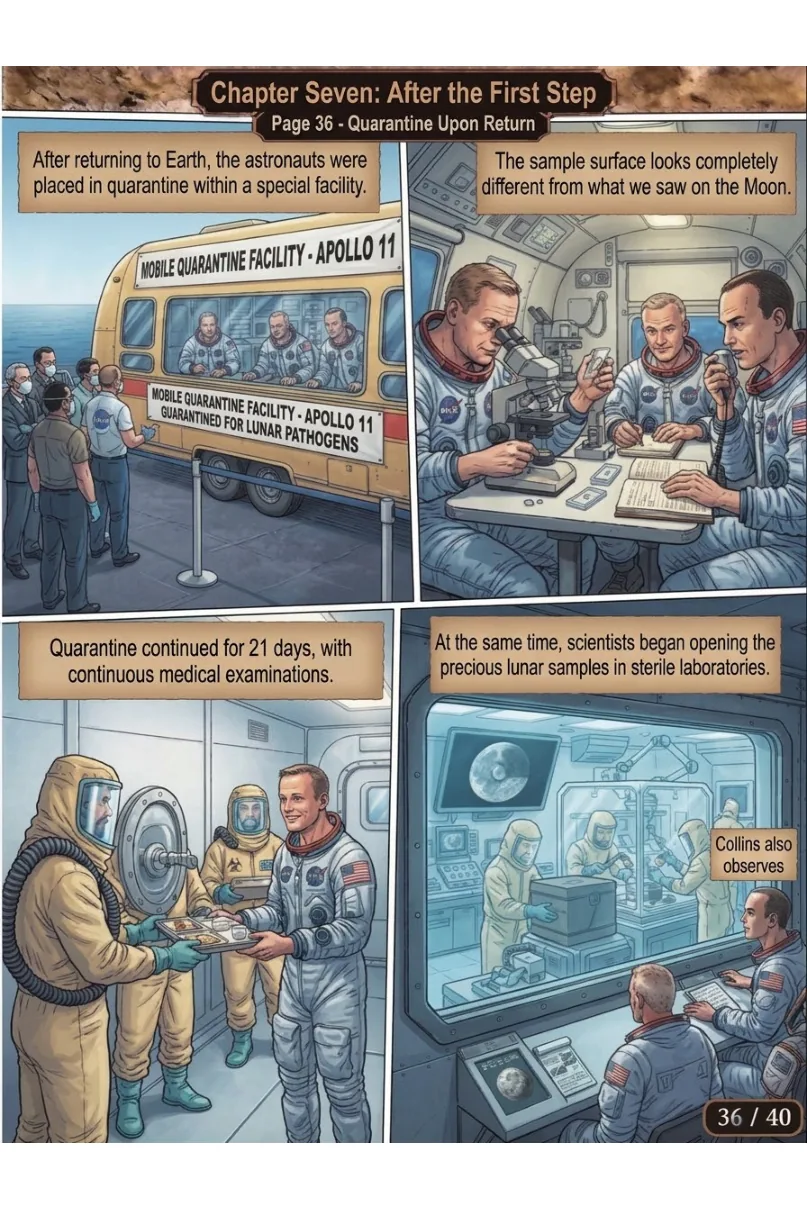 Chapter Seven: After the First Step
Page 36 - Quarantine Upon Return
After returning to Earth, the astronauts were
placed in quarantine within a special facility.
MOBILE QUARANTINE FACILITY - APOLLO 11
MOBILE QUARANTINE FACILITY - APOLLO 11
GUARANTINED FOR LUNAR PATHOGENS
The sample surface looks completely
different from what we saw on the Moon.
Quarantine continued for 21 days, with
continuous medical examinations.
At the same time, scientists began opening the
precious lunar samples in sterile laboratories.
Collins also
observes
36 / 40